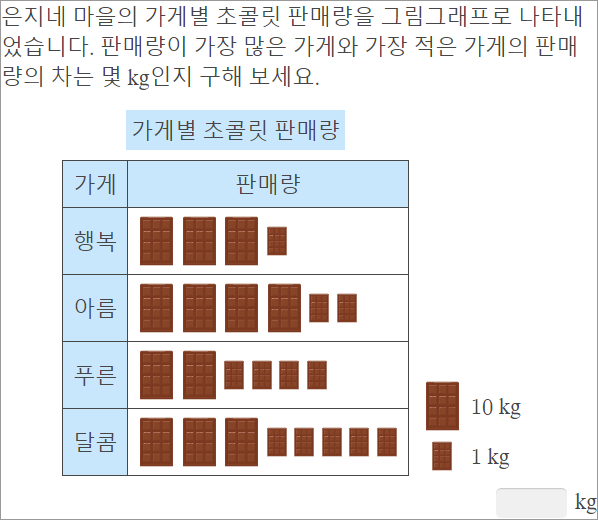 은지네 마을의 가게별 초콜릿 판매량을 그림그래프로 나타내
었습니다. 판매량이 가장 많은 가게와 가장 적은 가게의 판매
량의 차는 몇 kg인지 구해 보세요.
가게별 초콜릿 판매량
가게 판매량
행복
아름
푸른
달콤
10 kg
1 kg
kg